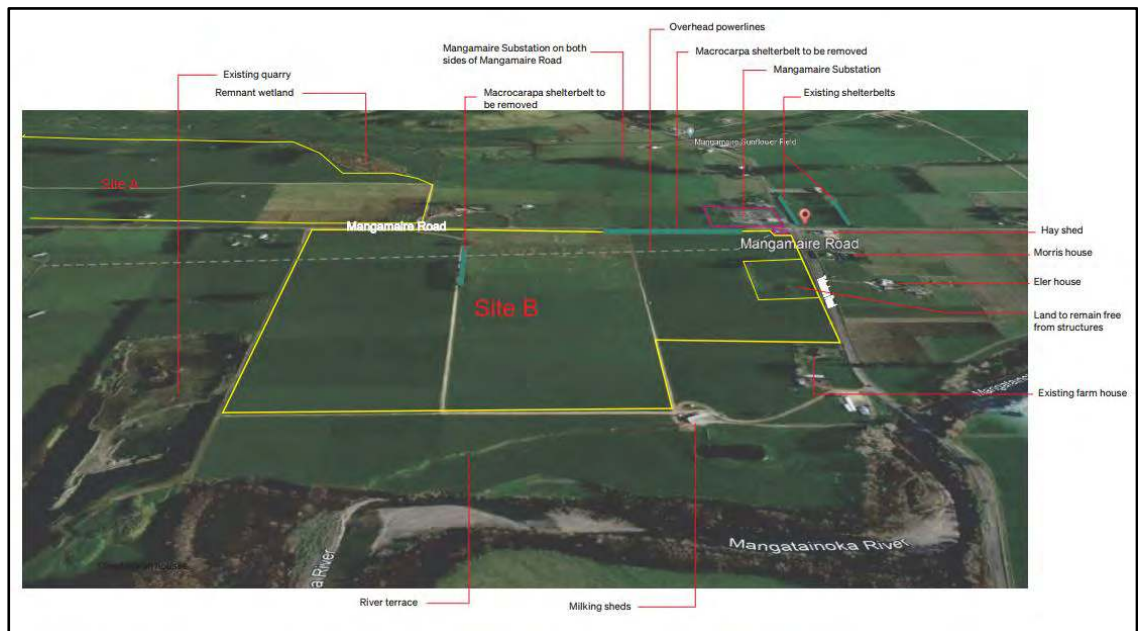 Overhead powerlines
Mangamaire Substation on both
sides of Mangamaire Road
Macrocarpa shelterbelt to be removed
Mangamaire Substation
Existing quarry
Remnant wetland
Macrocarapa shelterbelt to
be removed
Existing shelterbelts
Mangamaire Sunflower Field
Site A
Mangamaire Road
Mangamaire Road
Hay shed
Morris house
Eler house
Site B
Land to remain free
from structures
Existing farm house
Mangatainoka River
al River
River terrace
Milking sheds